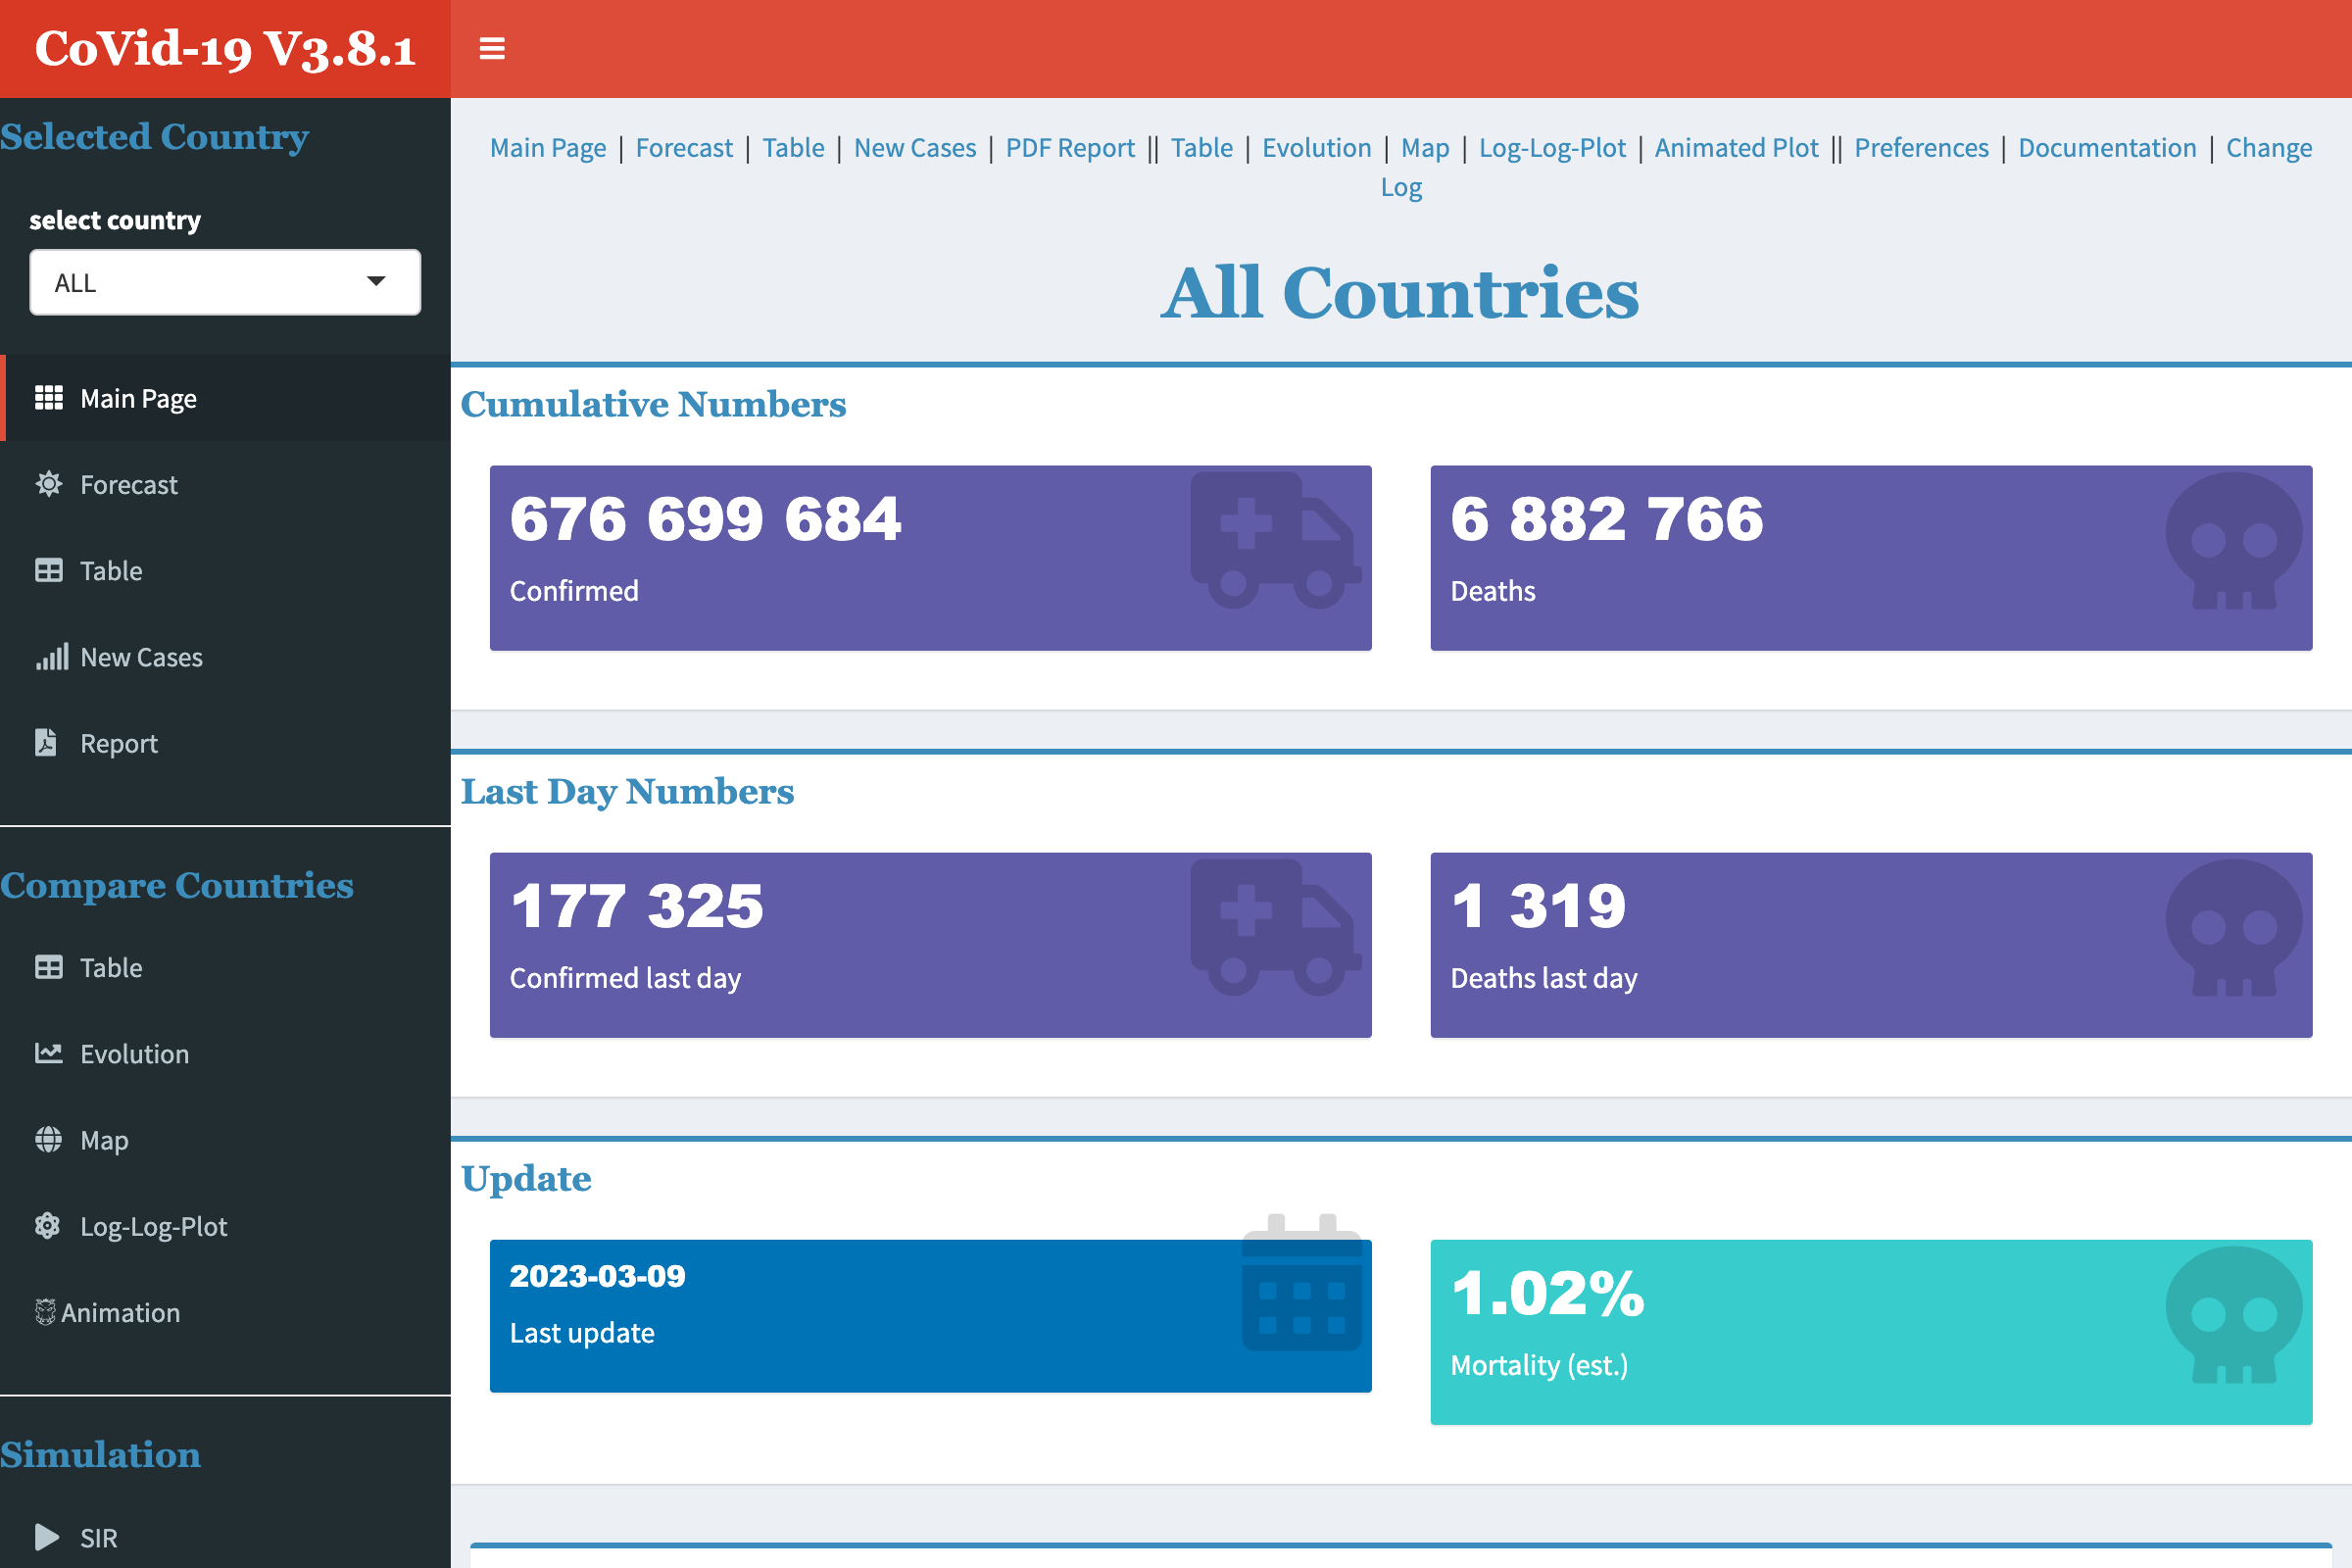 CoVid-19 V3.8.1
Selected Country
select country
ALL
Main Page
Forecast
Table
New Cases
Report
Compare Countries
Table
Evolution
Map
Log-Log-Plot
Animation
Simulation
SIR
Main Page | Forecast | Table | New Cases | PDF Report || Table | Evolution | Map | Log-Log-Plot | Animated Plot || Preferences | Documentation | Change
Log
All Countries
Cumulative Numbers
676 699 684
Confirmed
6 882 766
Deaths
Last Day Numbers
177 325
Confirmed last day
1 319
Deaths last day
Update
2023-03-09
Last update
1.02%
Mortality (est.)